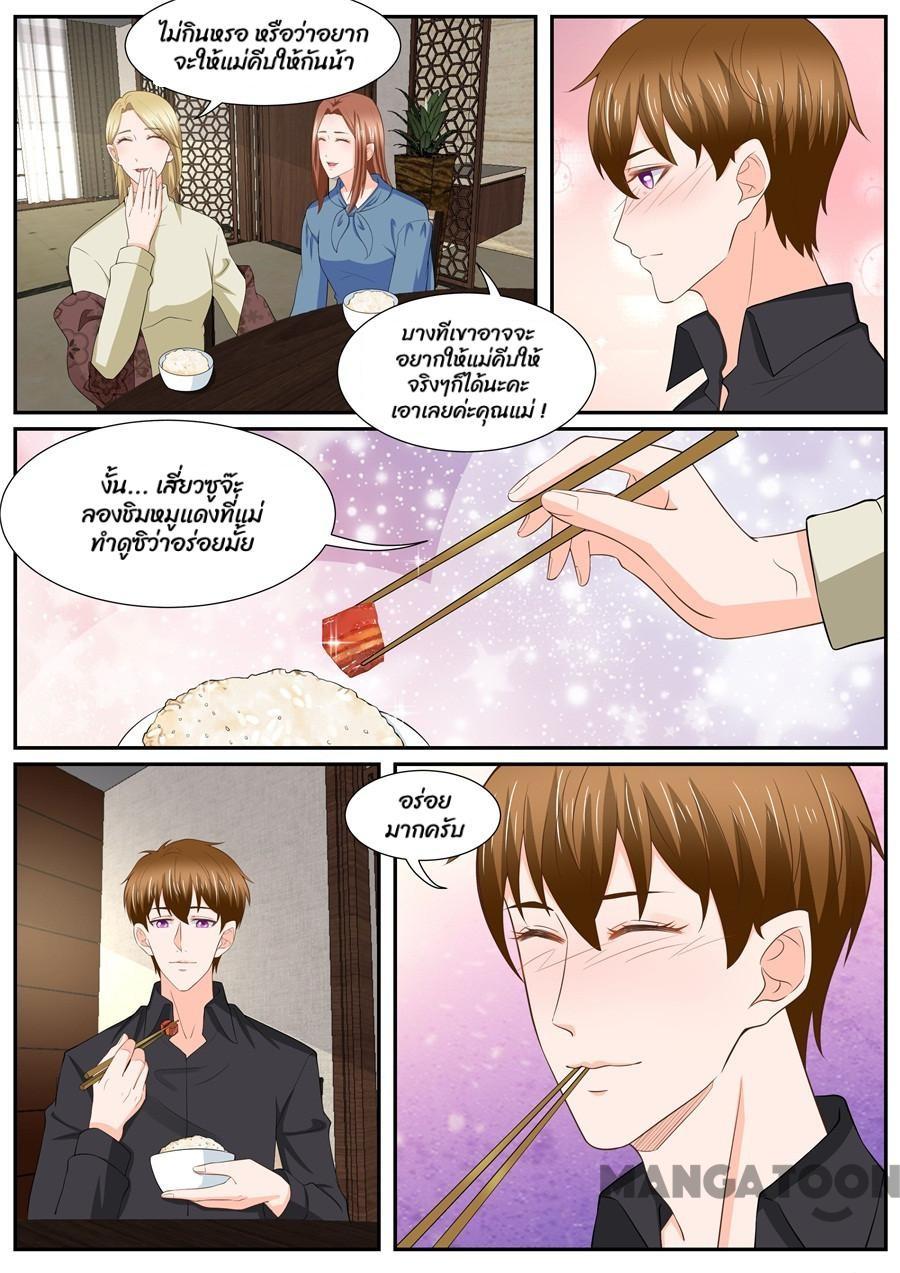 ไม่กินหรอ หรือว่าอยาก
จะให้แม่คีบให้กันน้า
บางทีเขาอาจจะ
อยากให้แม่คีบให้
จริงๆก็ได้นะคะ
เอาเลยค่ะคุณแม่ !
งั้น... เสี่ยวซูจ๊ะ
ลองชิมหมูแดงที่แม่
ทำดูซิว่าอร่อยมั้ย
อร่อย
มากครับ
MANGATOON